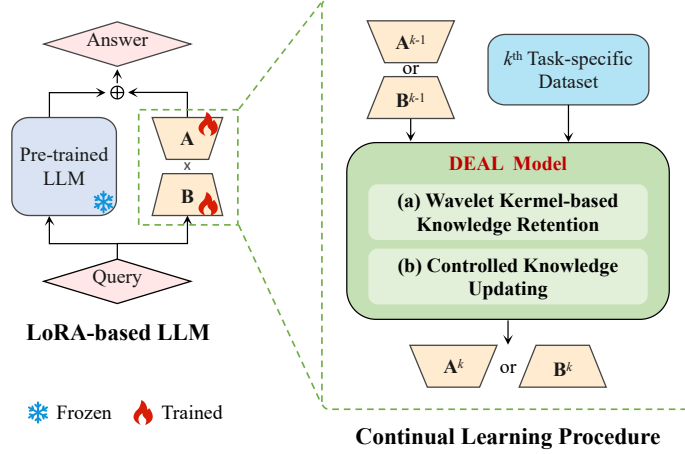 Answer
Pre-trained
LLM
A
x
B
Query
LoRA-based LLM
Frozen
Trained
A^{k-1}
or
B^{k-1}
k^{th} Task-specific
Dataset
DEAL Model
(a) Wavelet Kernel-based
Knowledge Retention
(b) Controlled Knowledge
Updating
A^{k} or B^{k}
Continual Learning Procedure